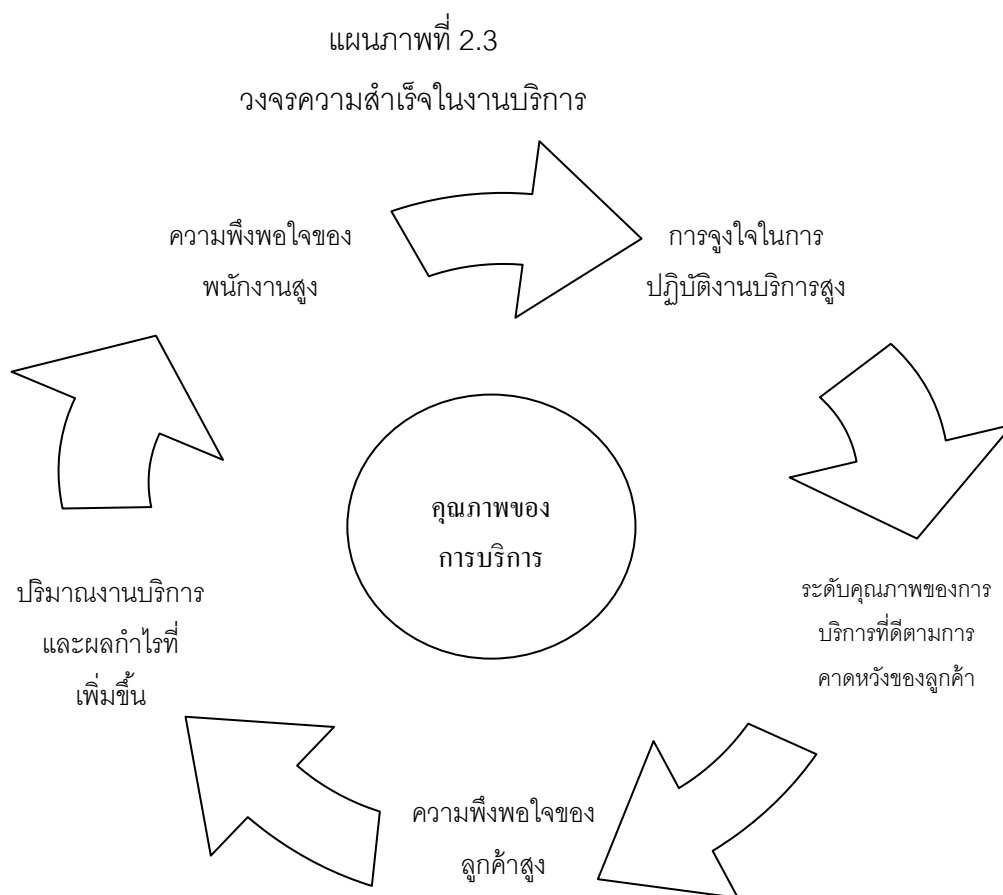 แผนภาพที่ 2.3
วงจรความสำเร็จในงานบริการ
ความพึงพอใจของ
พนักงานสูง
การจูงใจในการ
ปฏิบัติงานบริการสูง
ระดับคุณภาพของการ
บริการที่ดีตามการ
คาดหวังของลูกค้า
ความพึงพอใจของ
ลูกค้าสูง
ปริมาณงานบริการ
และผลกำไรที่
เพิ่มขึ้น
คุณภาพของ
การบริการ